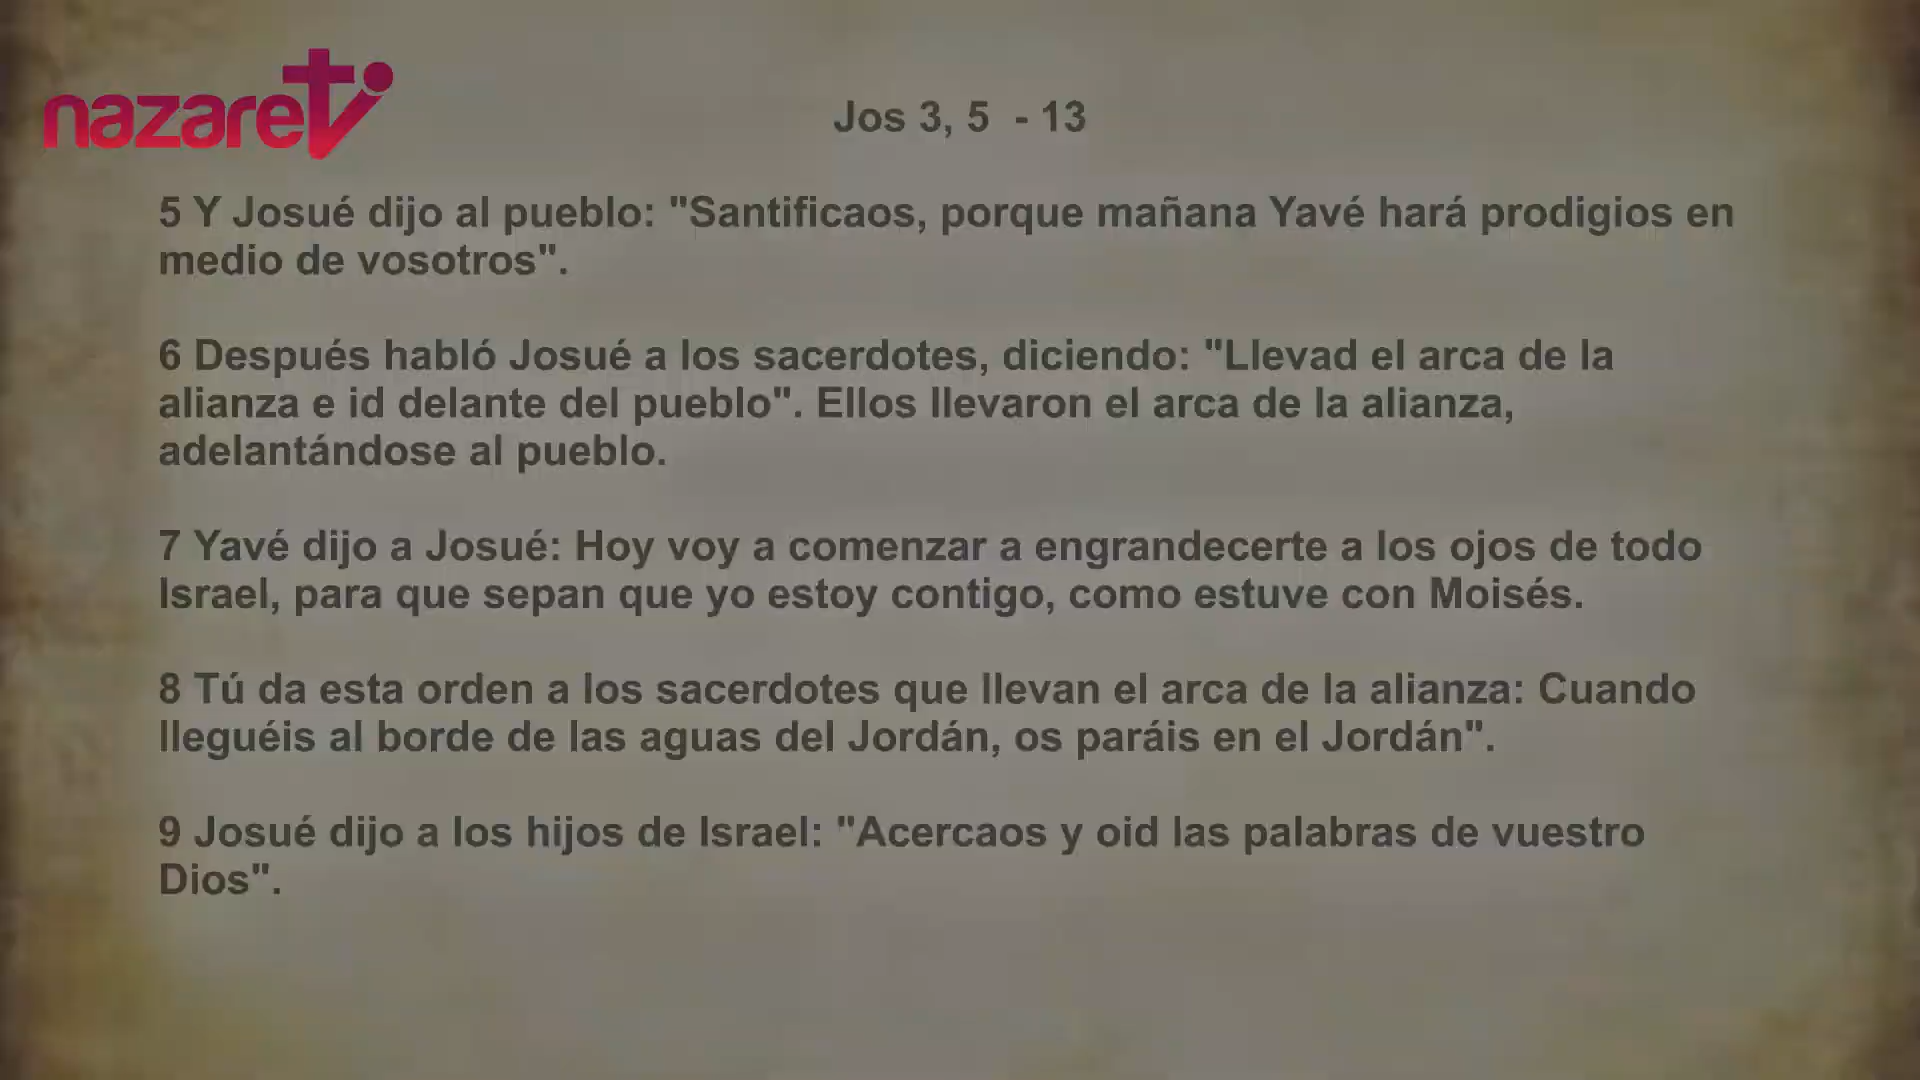 nazaretv
Jos 3, 5 - 13
5 Y Josué dijo al pueblo: "Santificaos, porque mañana Yavé hará prodigios en
medio de vosotros".
6 Después habló Josué a los sacerdotes, diciendo: "Llevad el arca de la
alianza e id delante del pueblo". Ellos llevaron el arca de la alianza,
adelantándose al pueblo.
7 Yavé dijo a Josué: Hoy voy a comenzar a engrandecerte a los ojos de todo
Israel, para que sepan que yo estoy contigo, como estuve con Moisés.
8 Tú da esta orden a los sacerdotes que llevan el arca de la alianza: Cuando
lleguéis al borde de las aguas del Jordán, os paráis en el Jordán".
9 Josué dijo a los hijos de Israel: "Acercaos y oid las palabras de vuestro
Dios".